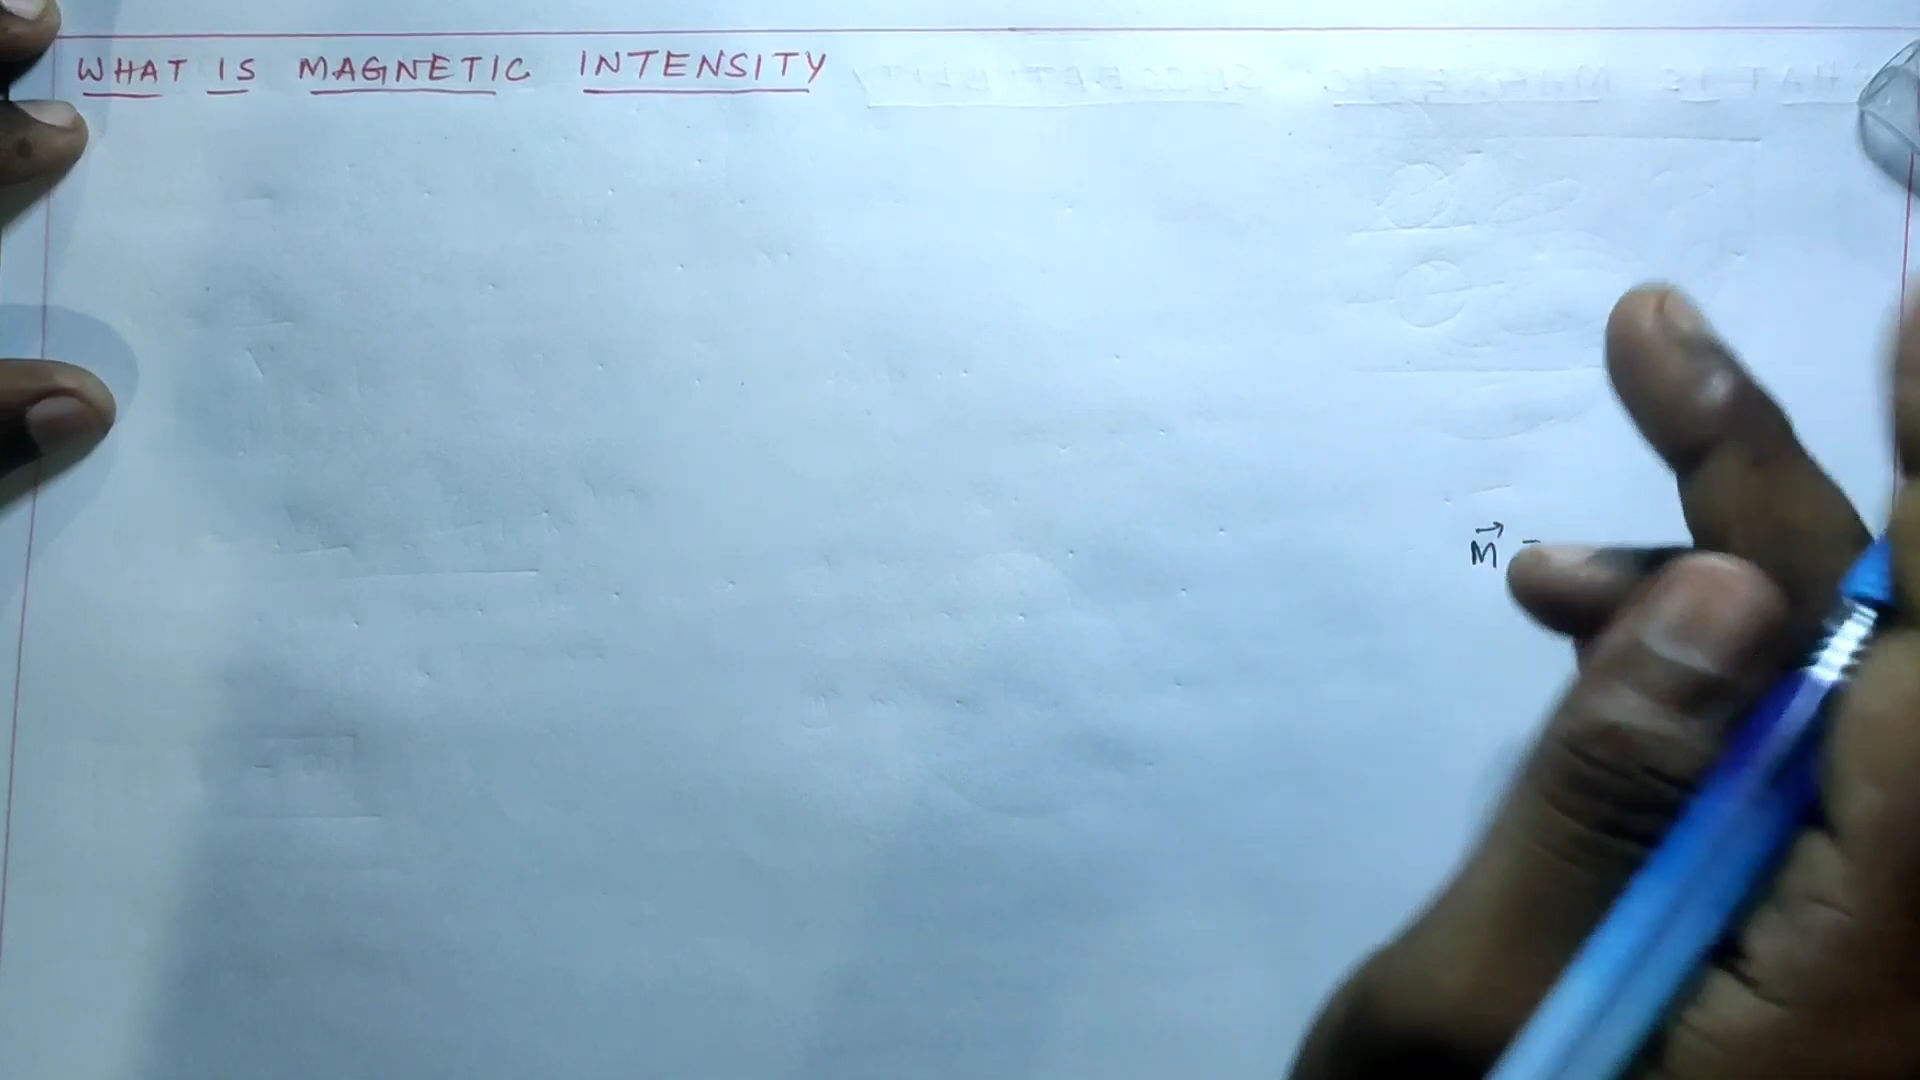 WHAT IS MAGNETIC INTENSITY
M⃗ =